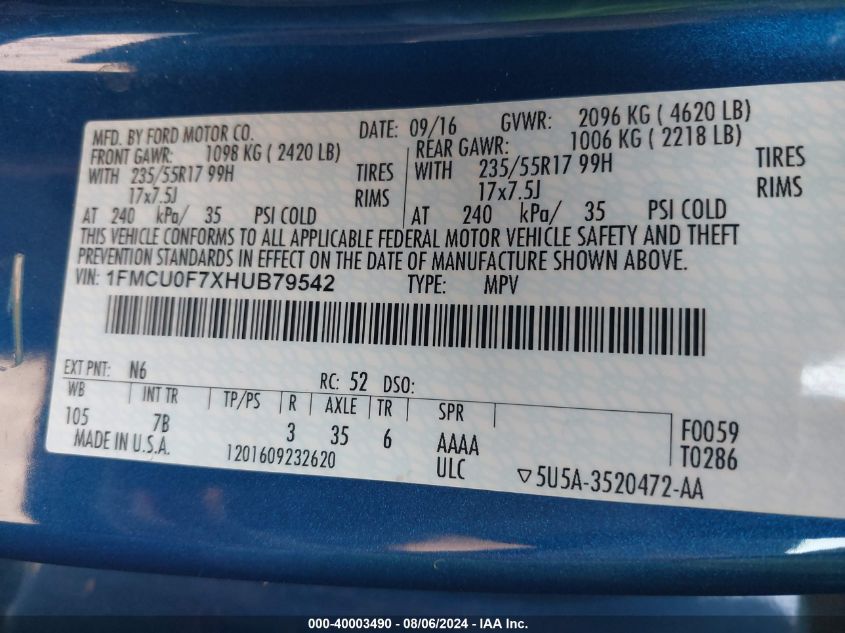 MFD. BY FORD MOTOR CO.
DATE: 09/16 GVWR: 2096 KG ( 4620 LB)
FRONT GAWR: 1098 KG ( 2420 LB)
WITH 235/55R17 99H TIRES
17x7.5J RIMS
AT 240 kPa/ 35 PSI COLD
REAR GAWR: 1006 KG ( 2218 LB)
WITH 235/55R17 99H TIRES
17x7.5J RIMS
AT 240 kPa/ 35 PSI COLD
THIS VEHICLE CONFORMS TO ALL APPLICABLE FEDERAL MOTOR VEHICLE SAFETY AND THEFT
PREVENTION STANDARDS IN EFFECT ON THE DATE OF MANUFACTURE SHOWN ABOVE.
VIN: 1FMCU0F7XHUB79542 TYPE: MPV
EXT PNT: N6 RC: 52 DSO:
WB INT TR TP/PS R AXLE TR SPR
105 7B 3 35 6 AAAA F0059
MADE IN U.S.A. 1201609232620 ULC T0286
▽5U5A-3520472-AA
000-40003490 - 08/06/2024 - IAA Inc.